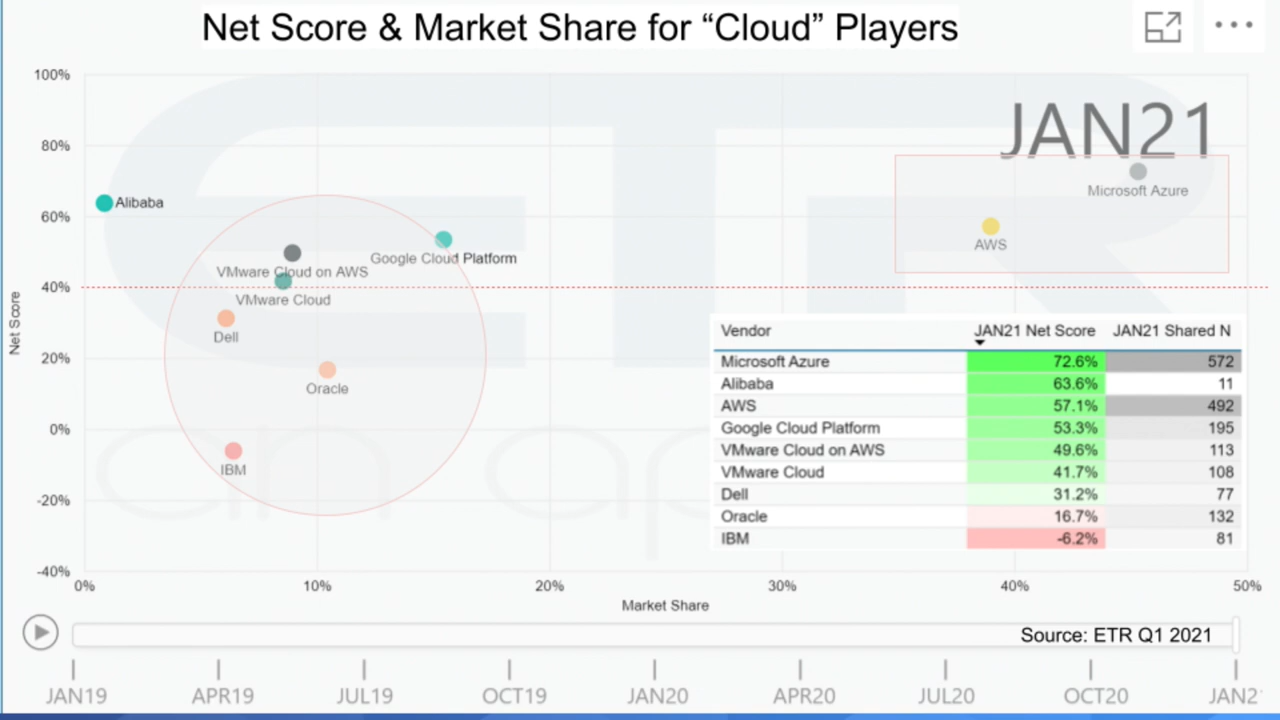 Net Score & Market Share for “Cloud” Players
100%
JAN21
80%
Microsoft Azure
Alibaba
60%
AWS
Google Cloud Platform
VMware Cloud on AWS
40%
VMware Cloud
Net Score
Dell
20%
Oracle
0%
IBM
-20%
-40%
Vendor JAN21 Net Score JAN21 Shared N
Microsoft Azure 72.6% 572
Alibaba 63.6% 11
AWS 57.1% 492
Google Cloud Platform 53.3% 195
VMware Cloud on AWS 49.6% 113
VMware Cloud 41.7% 108
Dell 31.2% 77
Oracle 16.7% 132
IBM -6.2% 81
0% 10% 20% 30% 40% 50%
Market Share
Source: ETR Q1 2021
JAN19 APR19 JUL19 OCT19 JAN20 APR20 JUL20 OCT20 JAN2
ETR